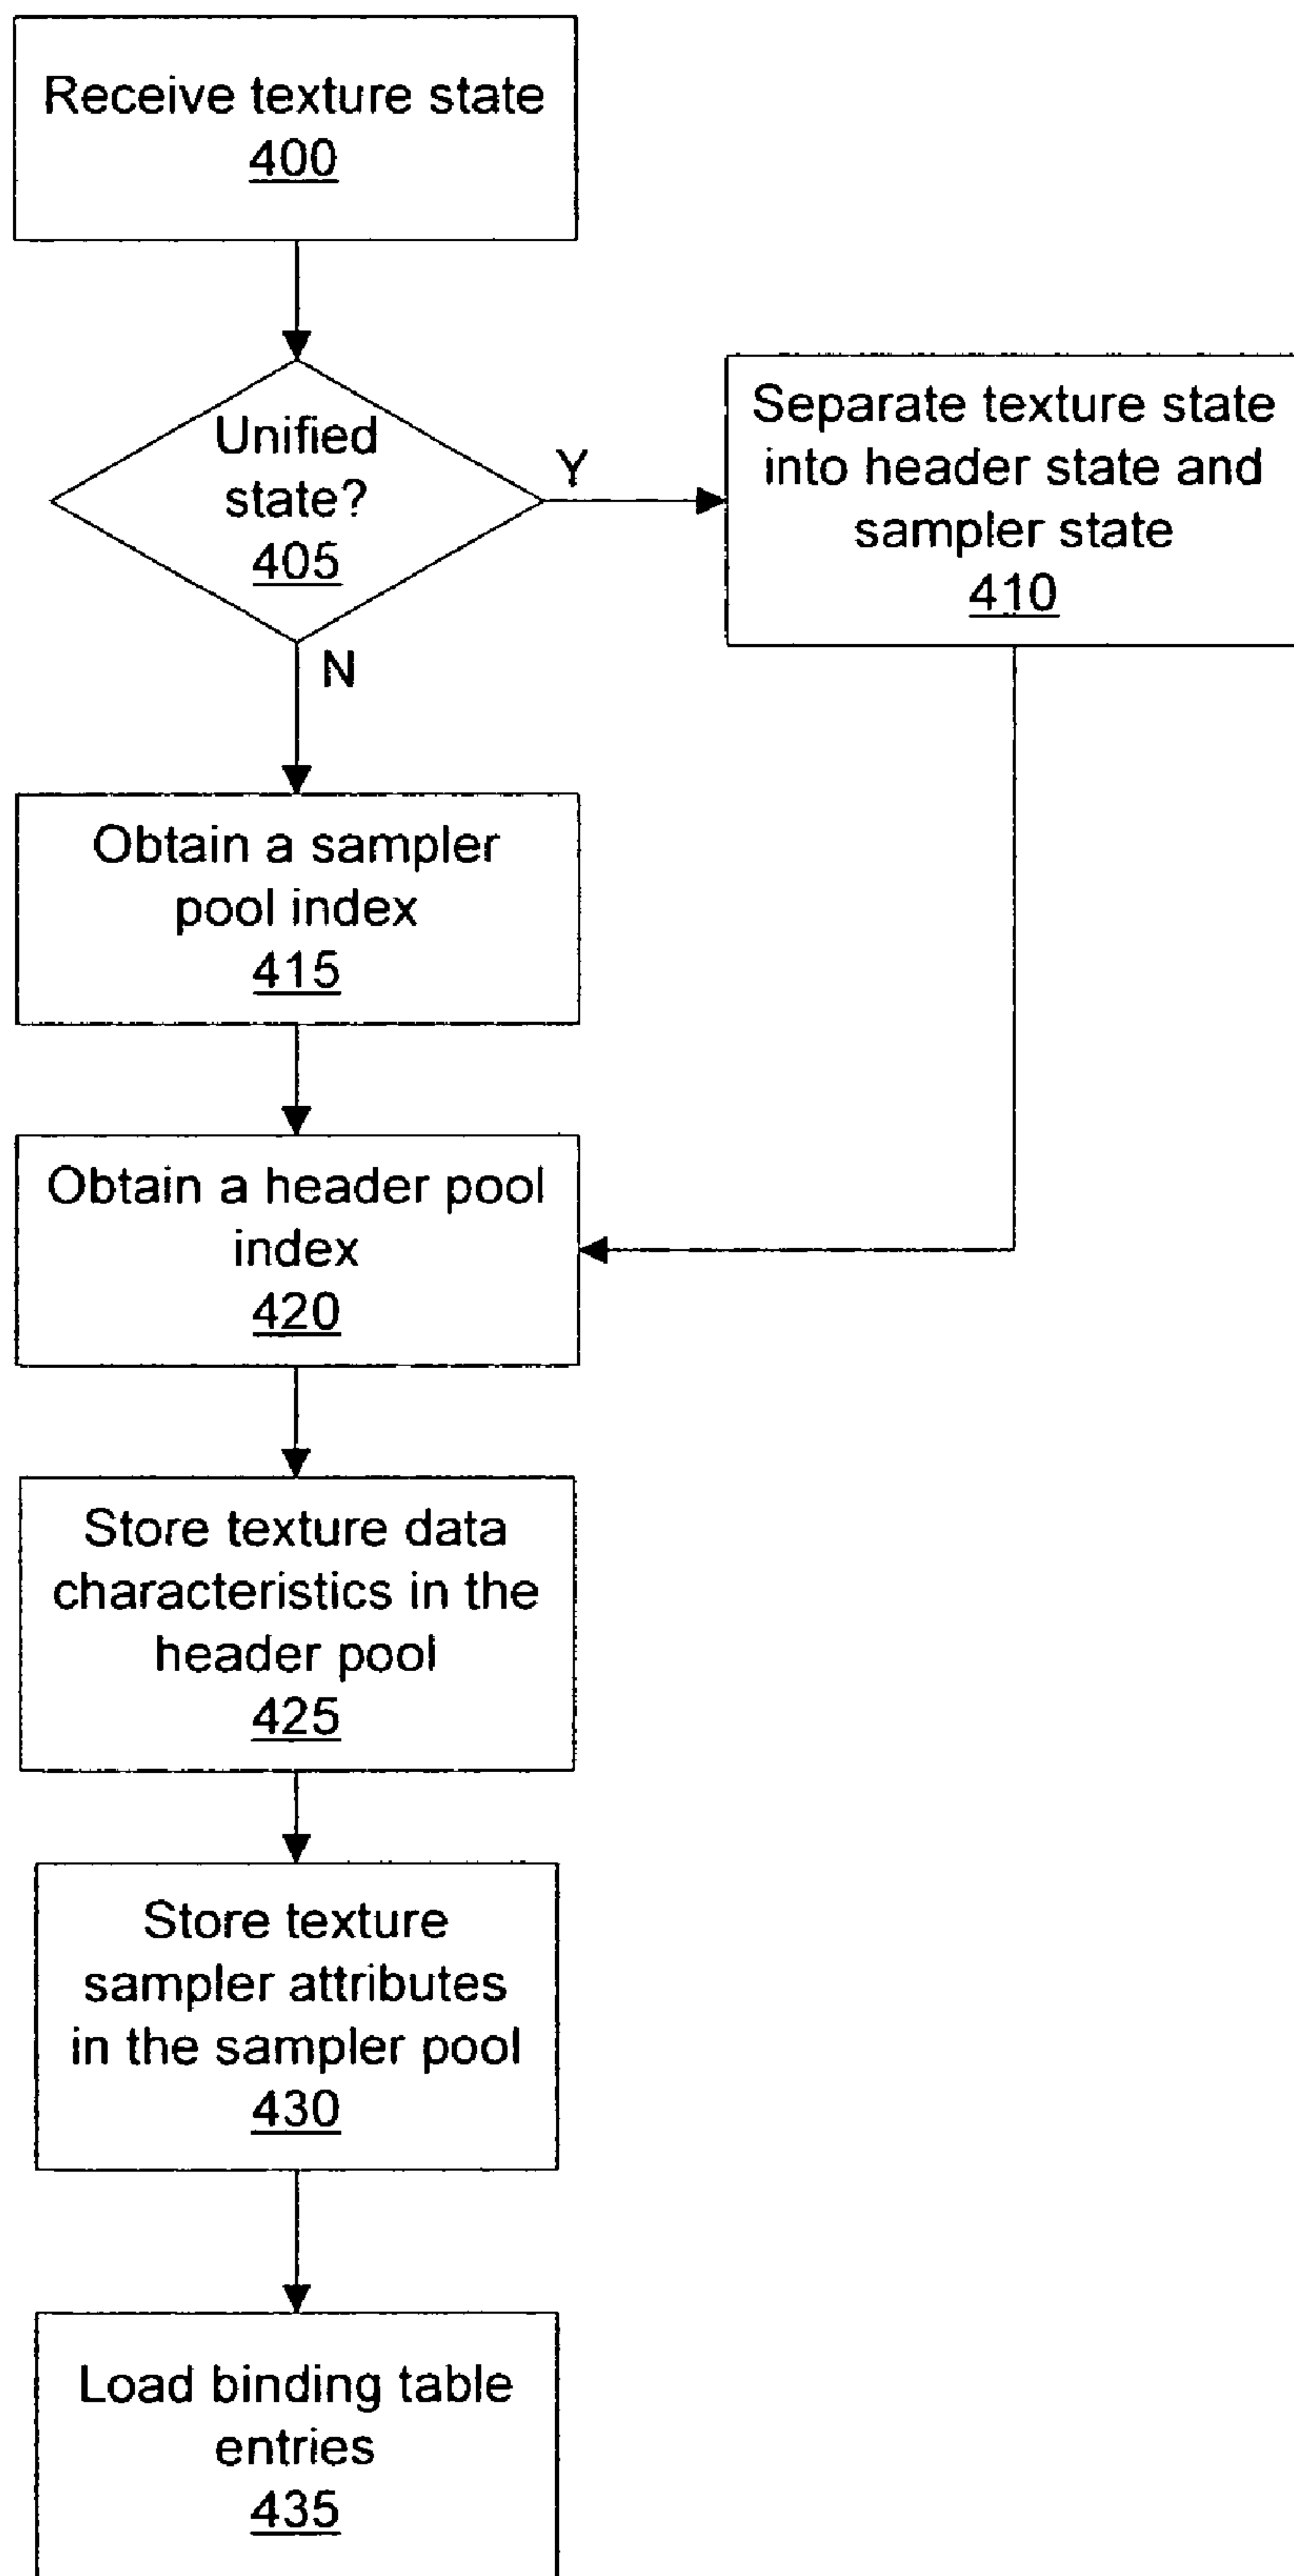 Receive texture state
400
Unified
state?
405
Y
Separate texture state
into header state and
sampler state
410
N
Obtain a sampler
pool index
415
Obtain a header pool
index
420
Store texture data
characteristics in the
header pool
425
Store texture
sampler attributes
in the sampler pool
430
Load binding table
entries
435